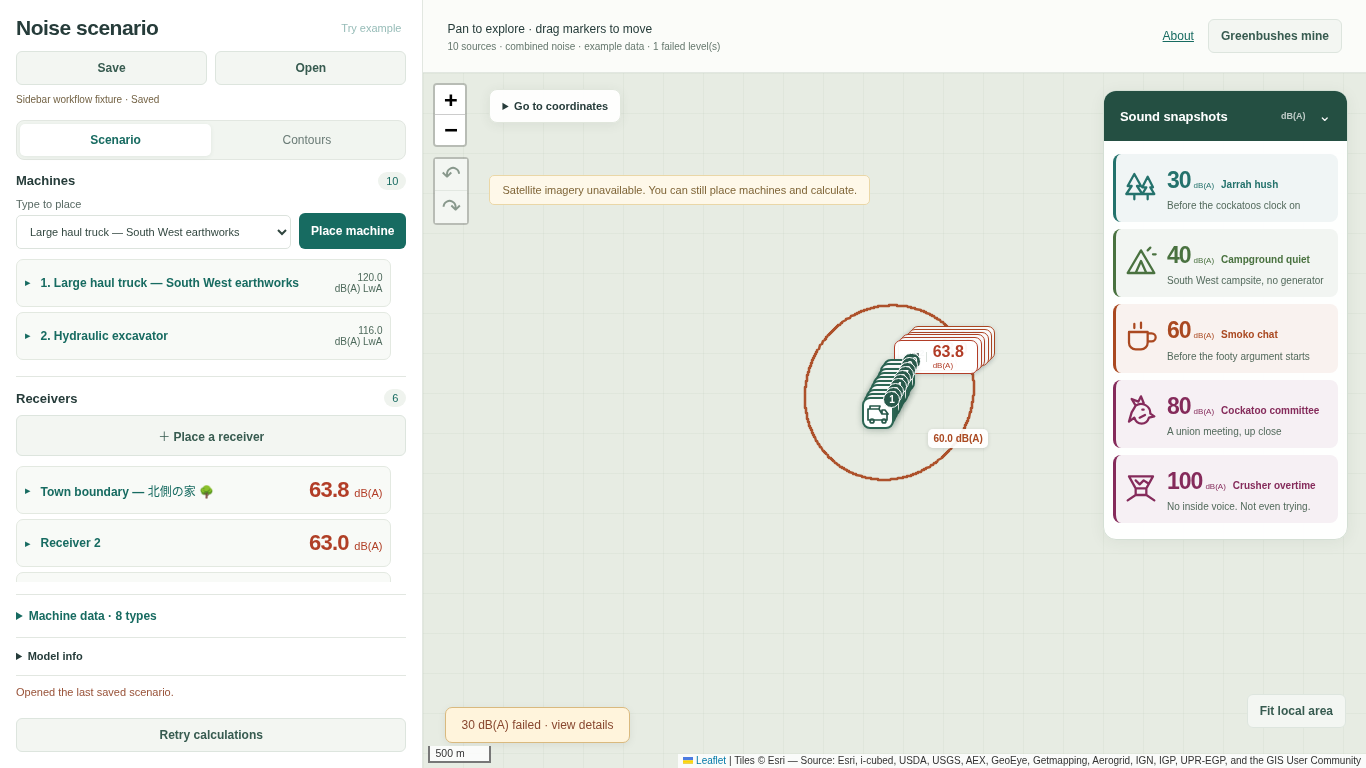 Noise scenario
Try example
Save
Open
Sidebar workflow fixture · Saved
Scenario
Contours
Machines
10
Type to place
Large haul truck — South West earthworks
Place machine
1. Large haul truck — South West earthworks
120.0
dB(A) LwA
2. Hydraulic excavator
116.0
dB(A) LwA
Receivers
6
+ Place a receiver
Town boundary — 北側の家 🌳
63.8 dB(A)
Receiver 2
63.0 dB(A)
Machine data · 8 types
Model info
Opened the last saved scenario.
Retry calculations
Pan to explore · drag markers to move
10 sources · combined noise · example data · 1 failed level(s)
About
Greenbushes mine
+
−
Go to coordinates
Satellite imagery unavailable. You can still place machines and calculate.
63.8
dB(A)
1
60.0 dB(A)
Sound snapshots
dB(A)
30 dB(A) Jarrah hush
Before the cockatoos clock on
40 dB(A) Campground quiet
South West campsite, no generator
60 dB(A) Smoko chat
Before the footy argument starts
80 dB(A) Cockatoo committee
A union meeting, up close
100 dB(A) Crusher overtime
No inside voice. Not even trying.
Fit local area
30 dB(A) failed · view details
500 m
Leaflet | Tiles © Esri — Source: Esri, i-cubed, USDA, USGS, AEX, GeoEye, Getmapping, Aerogrid, IGN, IGP, UPR-EGP, and the GIS User Community